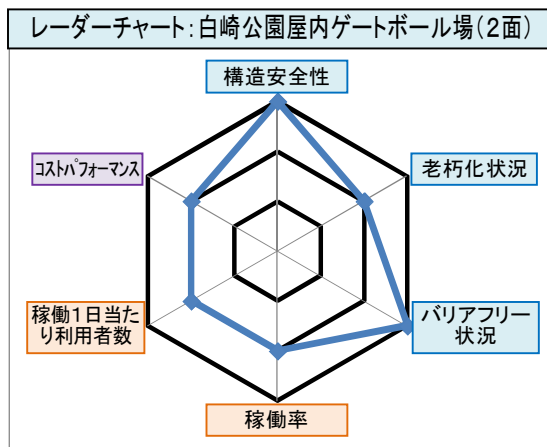 レーダーチャート：白崎公園屋内ゲートボール場（2面）
構造安全性
コストパフォーマンス
老朽化状況
稼働１日当た
り利用者数
バリアフリー
状況
稼働率